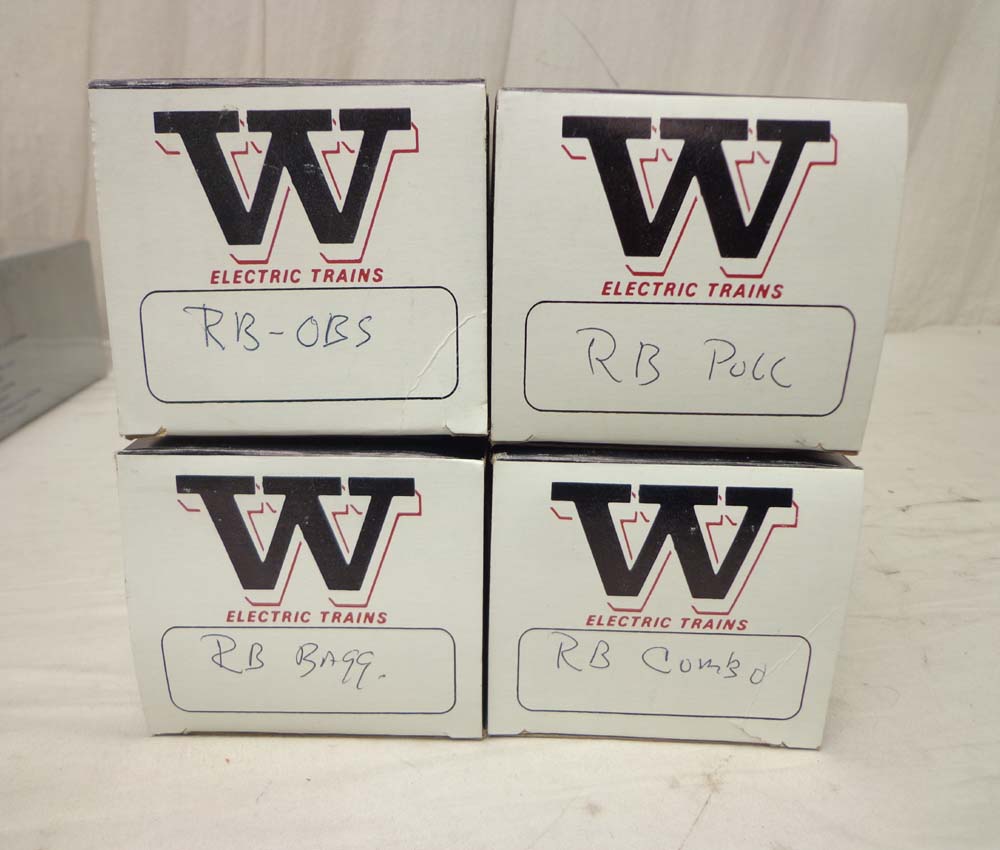 W
ELECTRIC TRAINS
RB-OBS
W
ELECTRIC TRAINS
RB PULL
W
ELECTRIC TRAINS
RB BAGG.
W
ELECTRIC TRAINS
RB COMBO